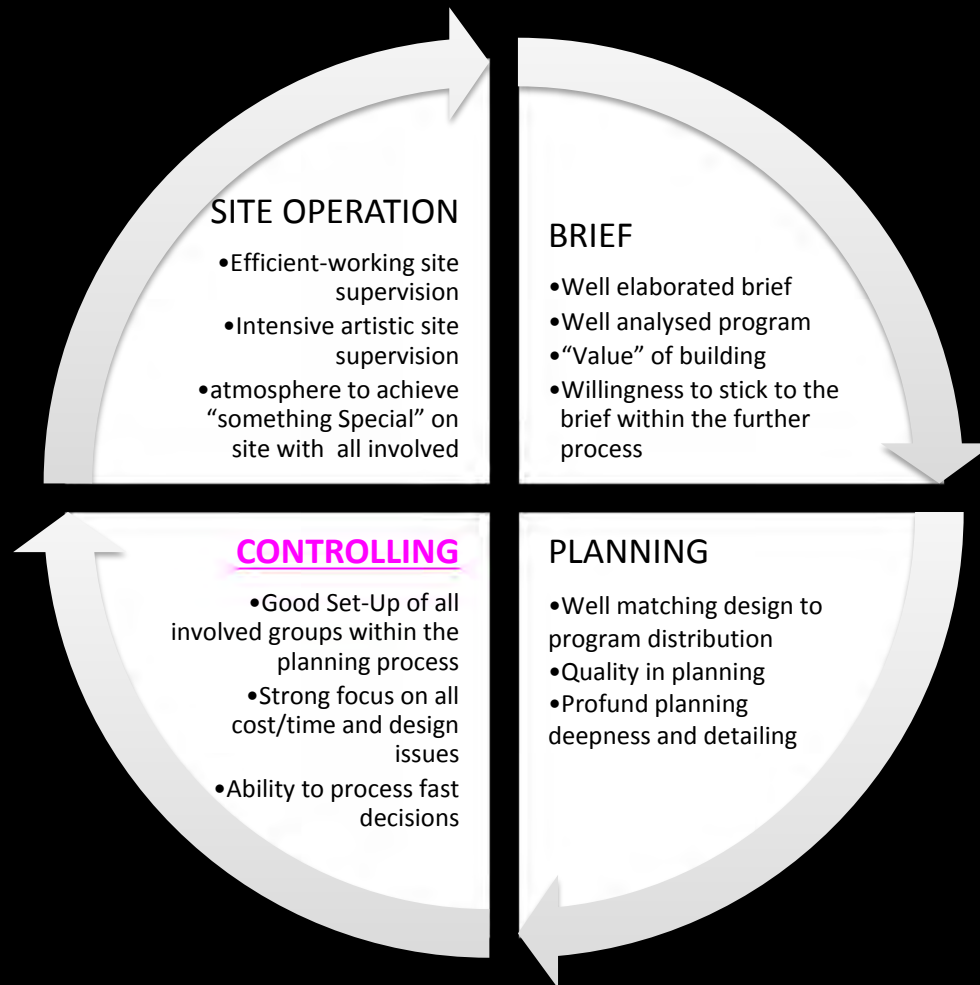 SITE OPERATION
•Efficient-working site
supervision
•Intensive artistic site
supervision
•atmosphere to achieve
“something Special” on
site with all involved
BRIEF
•Well elaborated brief
•Well analysed program
•“Value” of building
•Willingness to stick to the
brief within the further
process
CONTROLLING
•Good Set-Up of all
involved groups within the
planning process
•Strong focus on all
cost/time and design
issues
•Ability to process fast
decisions
PLANNING
•Well matching design to
program distribution
•Quality in planning
•Profund planning
deepness and detailing